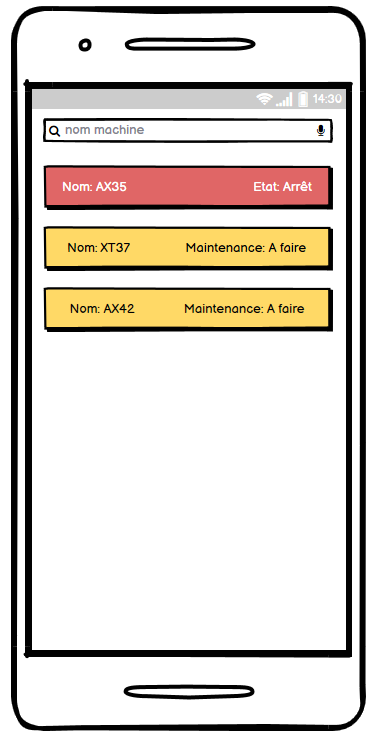 14:30
nom machine
Nom: AX35 Etat: Arrêt
Nom: XT37 Maintenance: A faire
Nom: AX42 Maintenance: A faire